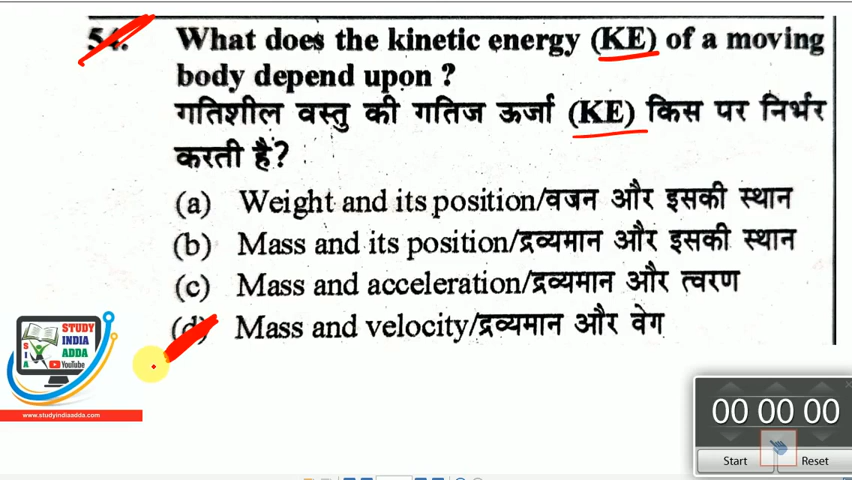 54. What does the kinetic energy (KE) of a moving
body depend upon ?
गतिशील वस्तु की गतिज ऊर्जा (KE) किस पर निर्भर
करती है?
(a) Weight and its position/वजन और इसकी स्थान
(b) Mass and its position/द्रव्यमान और इसकी स्थान
(c) Mass and acceleration/द्रव्यमान और त्वरण
(d) Mass and velocity/द्रव्यमान और वेग
STUDY
INDIA
ADDA
YouTube
SIA
www.studyindiaadda.com
00 00 00
Start Reset